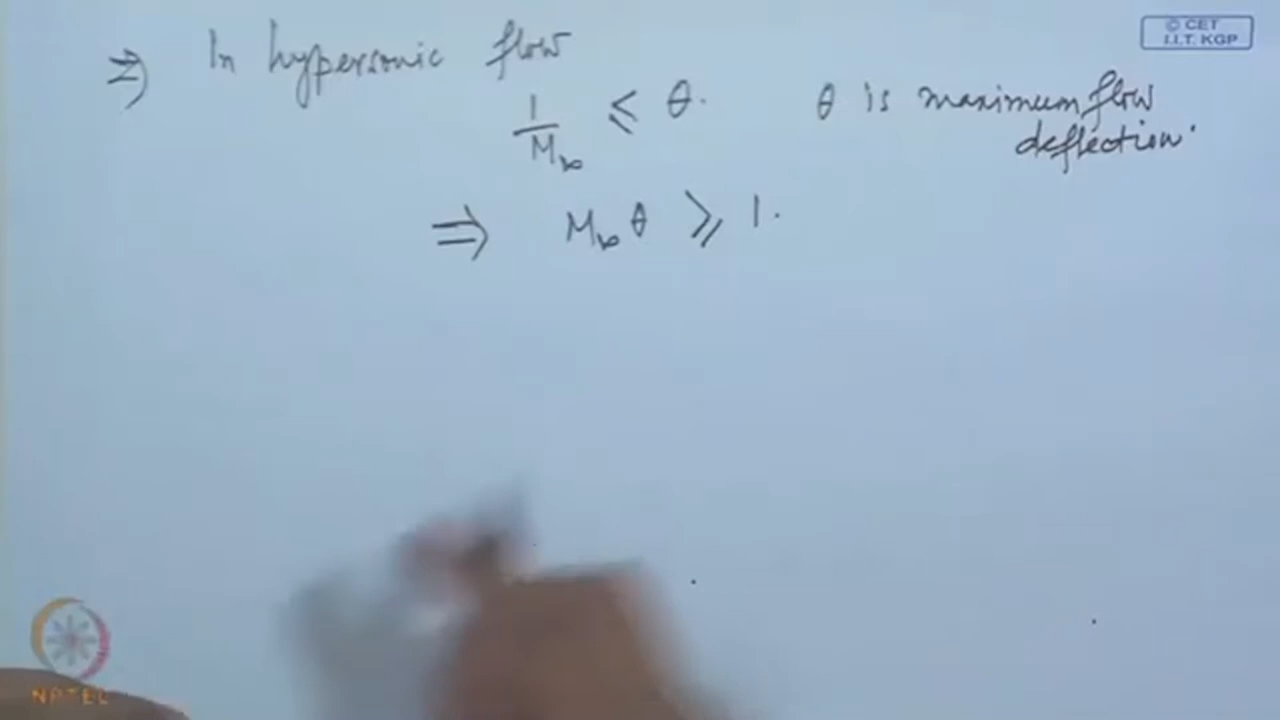 © CET
I.I.T. KGP
⇒) In hypersonic flow
1/M∞ ≤ θ. θ is maximum flow
deflection.
⇒ M∞ θ ⩾ 1.
NPTEL